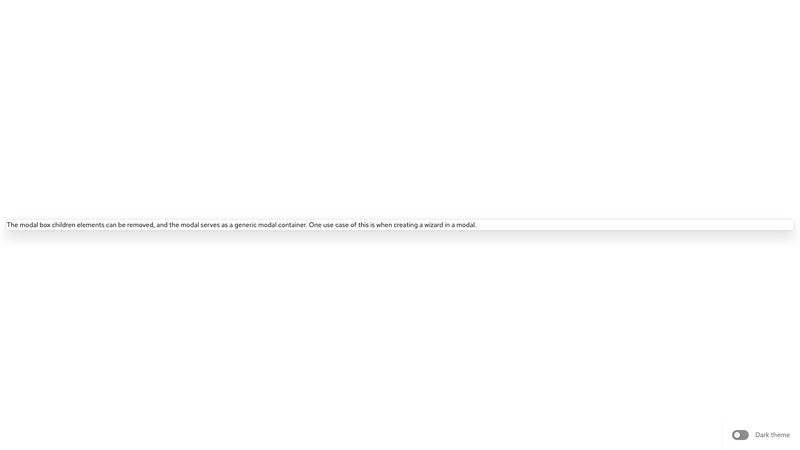 The modal box children elements can be removed, and the modal serves as a generic modal container. One use case of this is when creating a wizard in a modal.
Dark theme